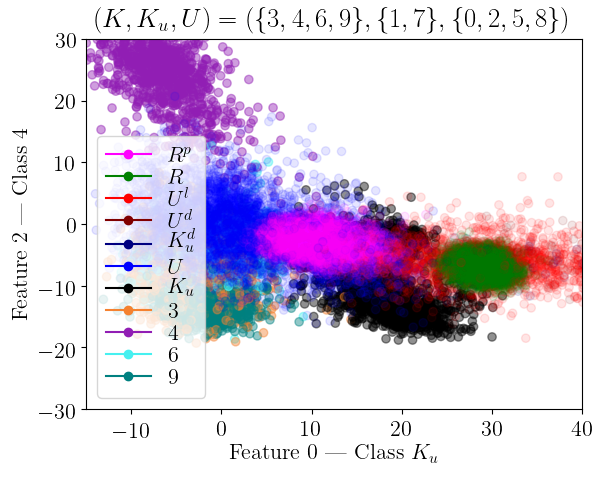 (K, K_u, U) = ({3, 4, 6, 9}, {1, 7}, {0, 2, 5, 8})
Feature 2 — Class 4
30
20
10
0
−10
−20
−30
R^p
R
U^l
U^d
K_u^d
U
K_u
3
4
6
9
−10
0
10
20
30
40
Feature 0 — Class K_u